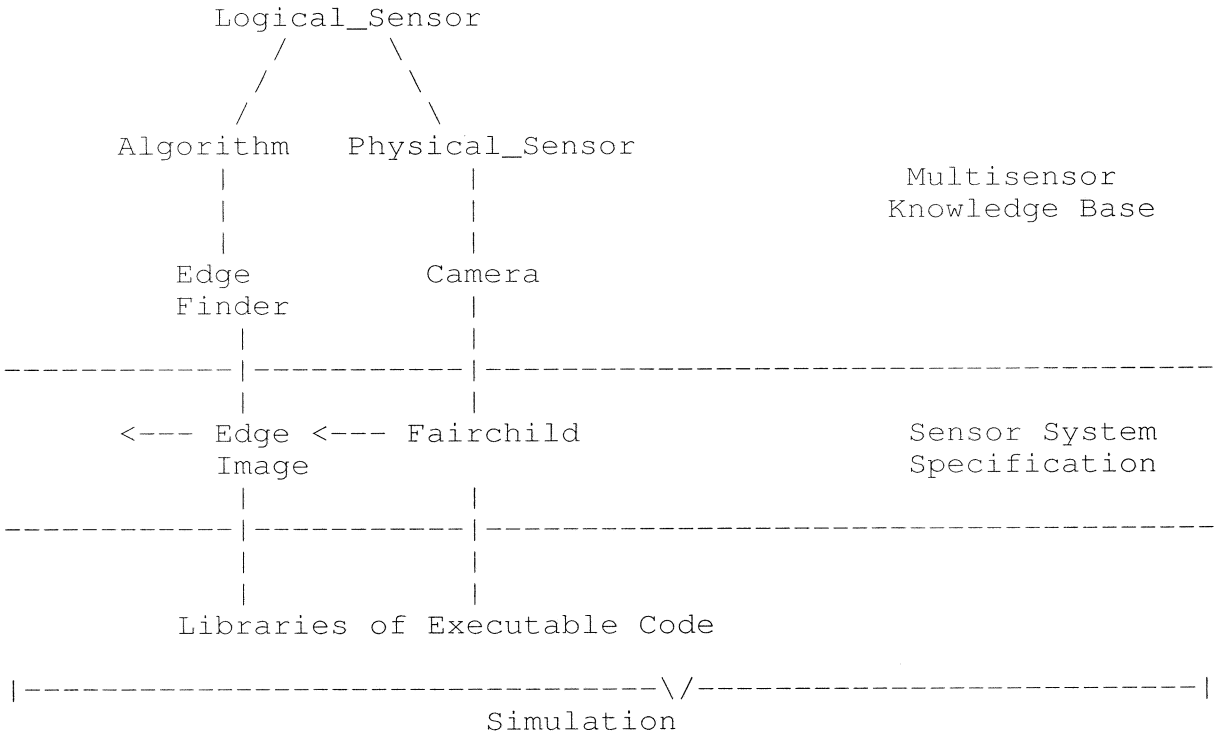 Logical_Sensor
Algorithm Physical_Sensor
Multisensor
Knowledge Base
Edge Camera
Finder
<--- Edge <--- Fairchild Sensor System
Image Specification
Libraries of Executable Code
Simulation